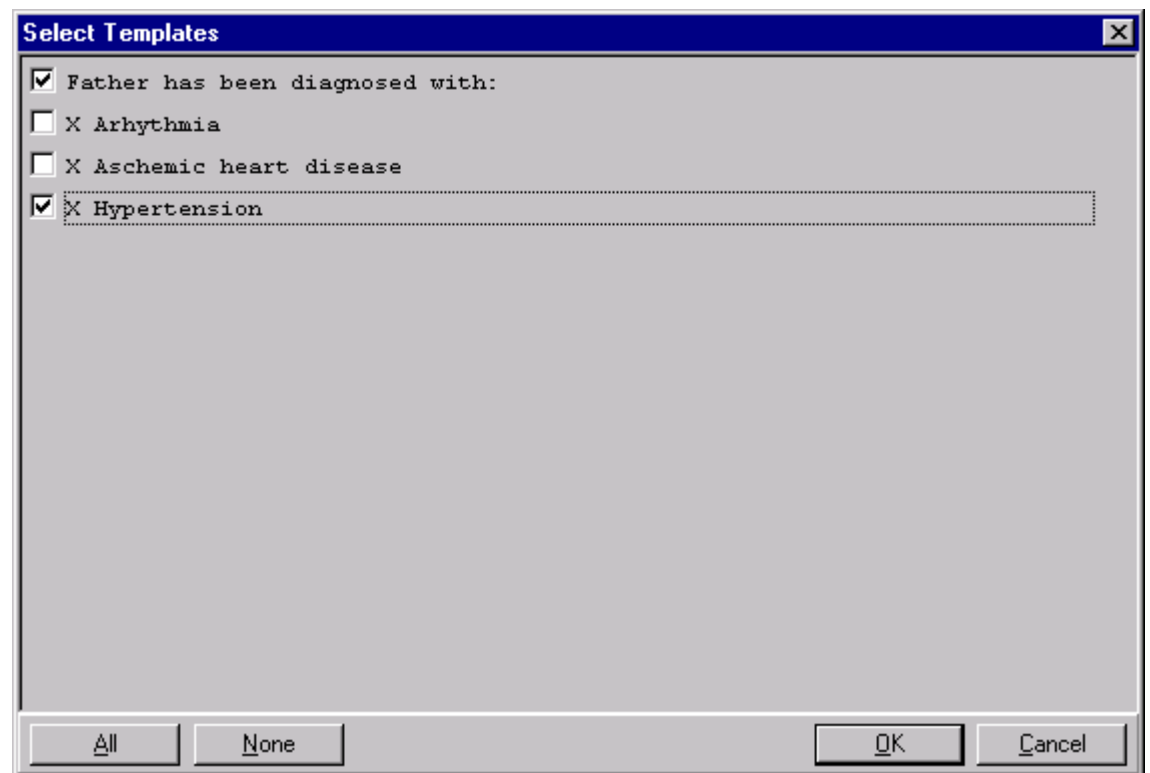 Select Templates
Father has been diagnosed with:
X Arhythmia
X Aschemic heart disease
X Hypertension
All None OK Cancel